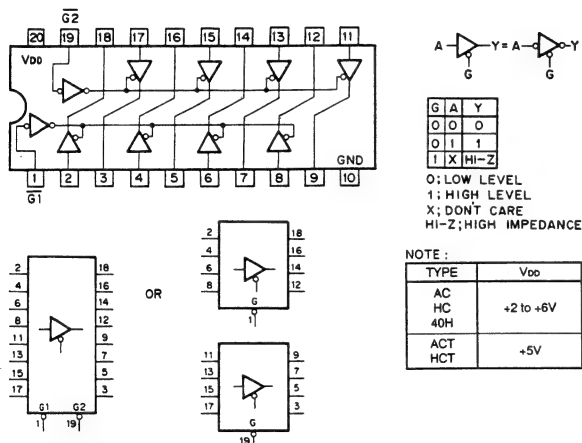 G2
20 19 18 17 16 15 14 13 12 11
VDD
GND
1 2 3 4 5 6 7 8 9 10
G1
A Y = A Y
G G
G A Y
0 0 0
0 1 1
1 X HI-Z
0; LOW LEVEL
1; HIGH LEVEL
X; DON'T CARE
HI-Z; HIGH IMPEDANCE
NOTE :
TYPE VDD
AC
HC
40H
+2 to +6V
ACT
HCT
+5V
2 18
4 16
6 14
8 12
11 9
13 7
15 5
17 3
G1 G2
1 19
OR
2 18
4 16
6 14
8 12
G
1
11 9
13 7
15 5
17 3
G
19